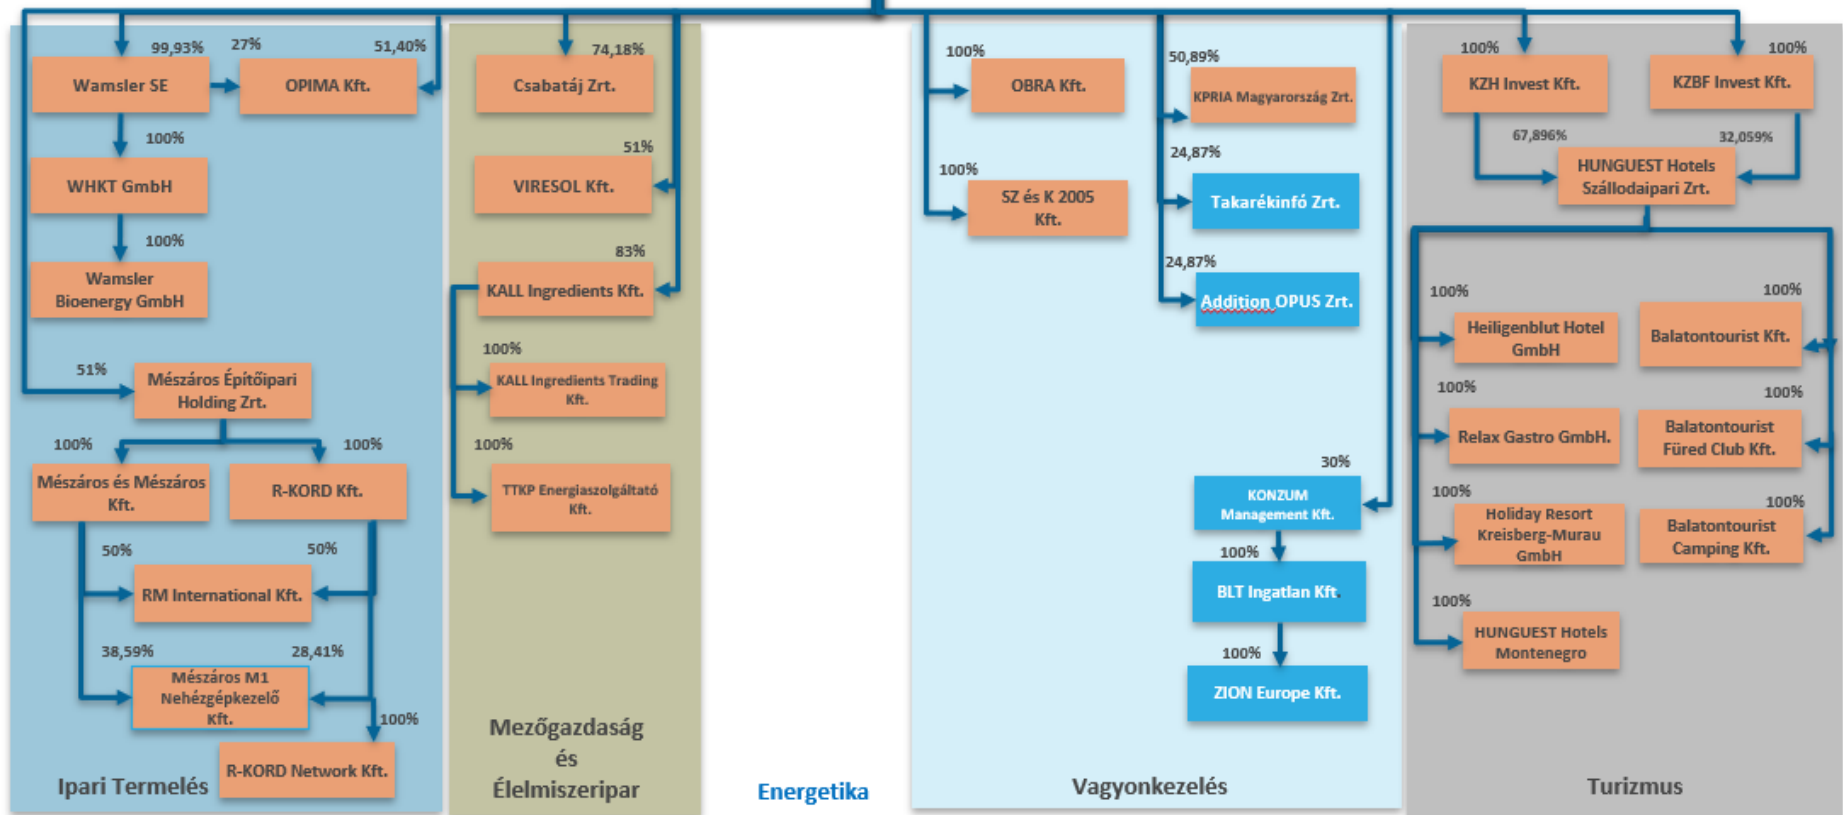 99,93%
27%
51,40%
Wamsler SE
OPIMA Kft.
100%
WHKT GmbH
100%
Wamsler
Bioenergy GmbH
51%
Mészáros Építőipari
Holding Zrt.
100%
100%
Mészáros és Mészáros
Kft.
R-KORD Kft.
50%
50%
RM International Kft.
38,59%
28,41%
Mészáros M1
Nehézgépkezelő
Kft.
100%
R-KORD Network Kft.
Ipari Termelés
74,18%
Csabatáj Zrt.
51%
VIRESOL Kft.
83%
KALL Ingredients Kft.
100%
KALL Ingredients Trading
Kft.
100%
TTKP Energiaszolgáltató
Kft.
Mezőgazdaság
és
Élelmiszeripar
Energetika
100%
OBRA Kft.
100%
SZ és K 2005
Kft.
50,89%
KPRIA Magyarország Zrt.
24,87%
Takarékinfó Zrt.
24,87%
Addition OPUS Zrt.
30%
KONZUM
Management Kft.
100%
BLT Ingatlan Kft.
100%
ZION Europe Kft.
Vagyonkezelés
100%
100%
KZH Invest Kft.
KZBF Invest Kft.
67,896%
32,059%
HUNGUEST Hotels
Szállodaipari Zrt.
100%
Heiligenblut Hotel
GmbH
100%
Balatontourist Kft.
100%
Relax Gastro GmbH.
100%
Balatontourist
Füred Club Kft.
100%
Holiday Resort
Kreisberg-Murau
GmbH
100%
Balatontourist
Camping Kft.
100%
HUNGUEST Hotels
Montenegro
Turizmus